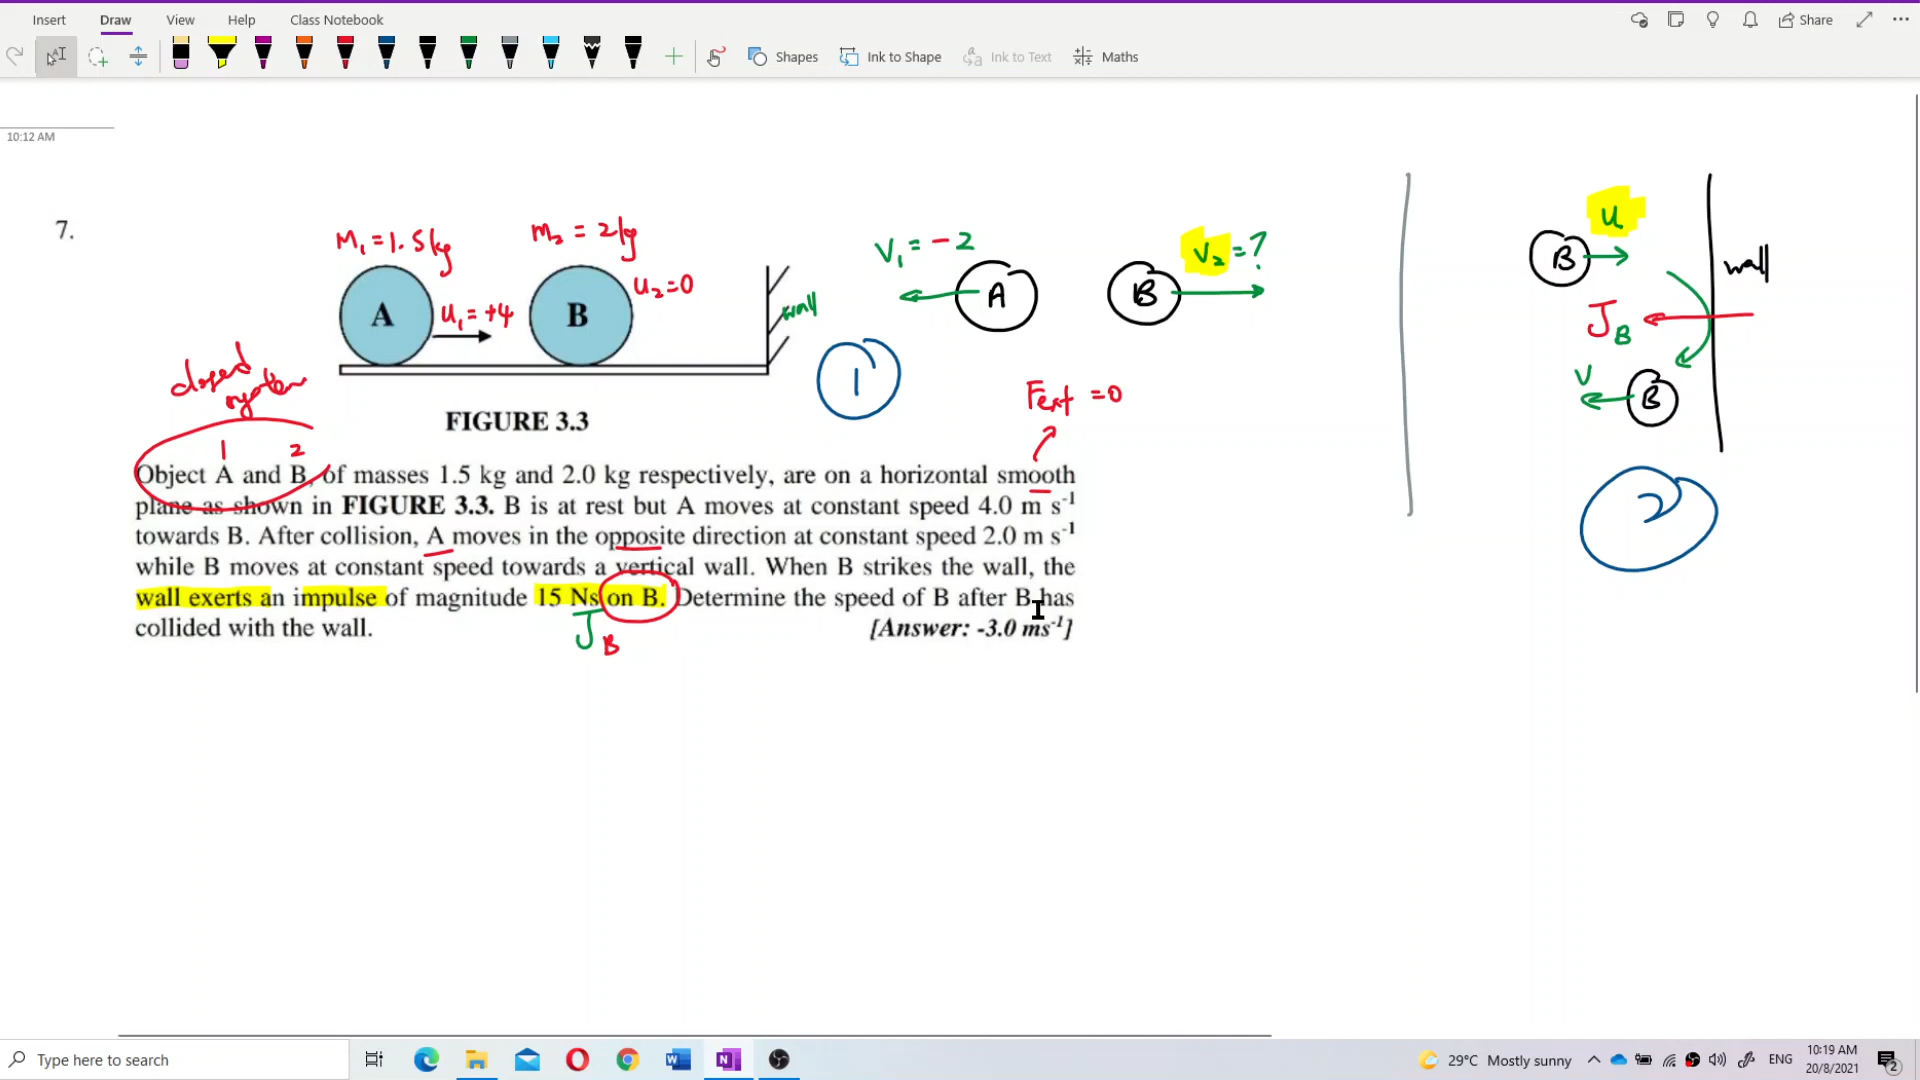 Insert Draw View Help Class Notebook Share
Shapes Ink to Shape Ink to Text Maths
10:12 AM
7.
M₁ = 1.5kg
m₂ = 2kg
u₂=0
A
u₁ = +4
B
wall
V₁ = -2
V₂ = ?
A
B
1
u
B
wall
J_B
V
B
2
closed
system
Fext = 0
FIGURE 3.3
1 2
Object A and B, of masses 1.5 kg and 2.0 kg respectively, are on a horizontal smooth
plane as shown in FIGURE 3.3. B is at rest but A moves at constant speed 4.0 m s⁻¹
towards B. After collision, A moves in the opposite direction at constant speed 2.0 m s⁻¹
while B moves at constant speed towards a vertical wall. When B strikes the wall, the
wall exerts an impulse of magnitude 15 Ns on B. Determine the speed of B after B has
collided with the wall. [Answer: -3.0 ms⁻¹]
J_B
Type here to search
29°C Mostly sunny
ENG
10:19 AM
20/8/2021
2